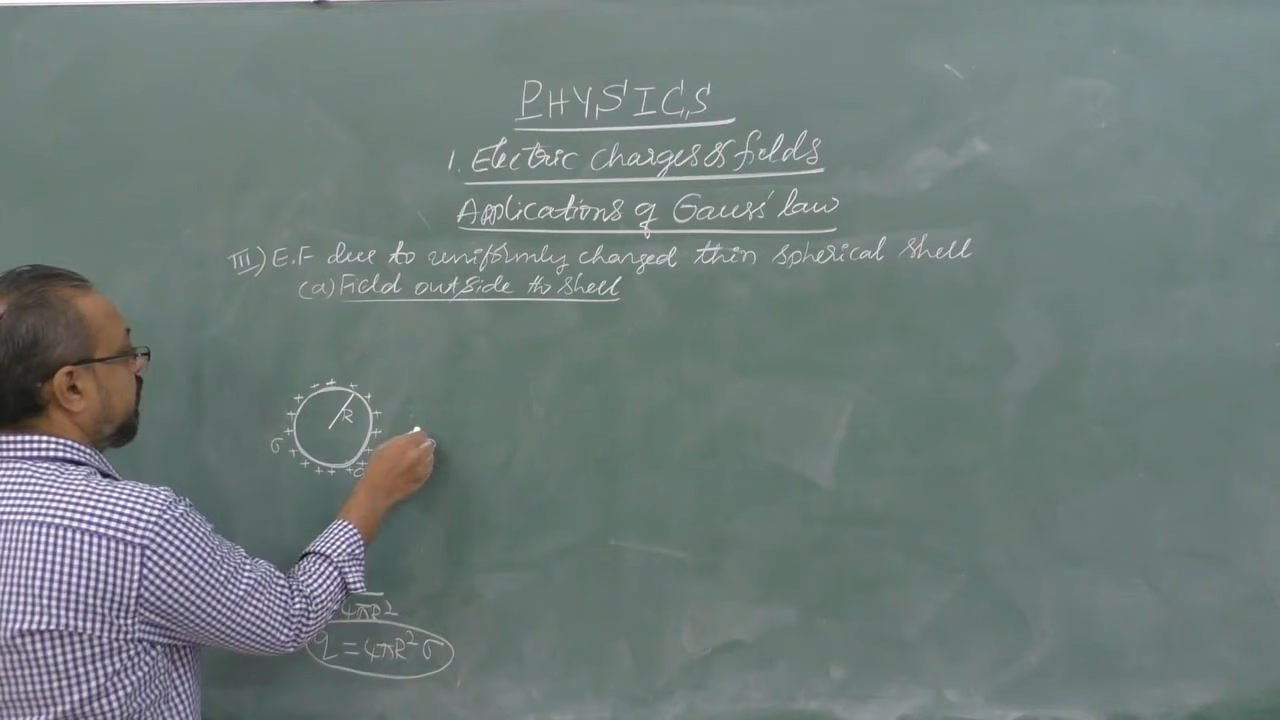 PHYSICS
1. Electric charges & fields
Applications of Gauss' law
III) E.F due to uniformly charged thin spherical shell
(a) Field outside the shell
+ + + + + + + + + + + + + + + + + +
R
σ
4πR²
q = 4πR²σ